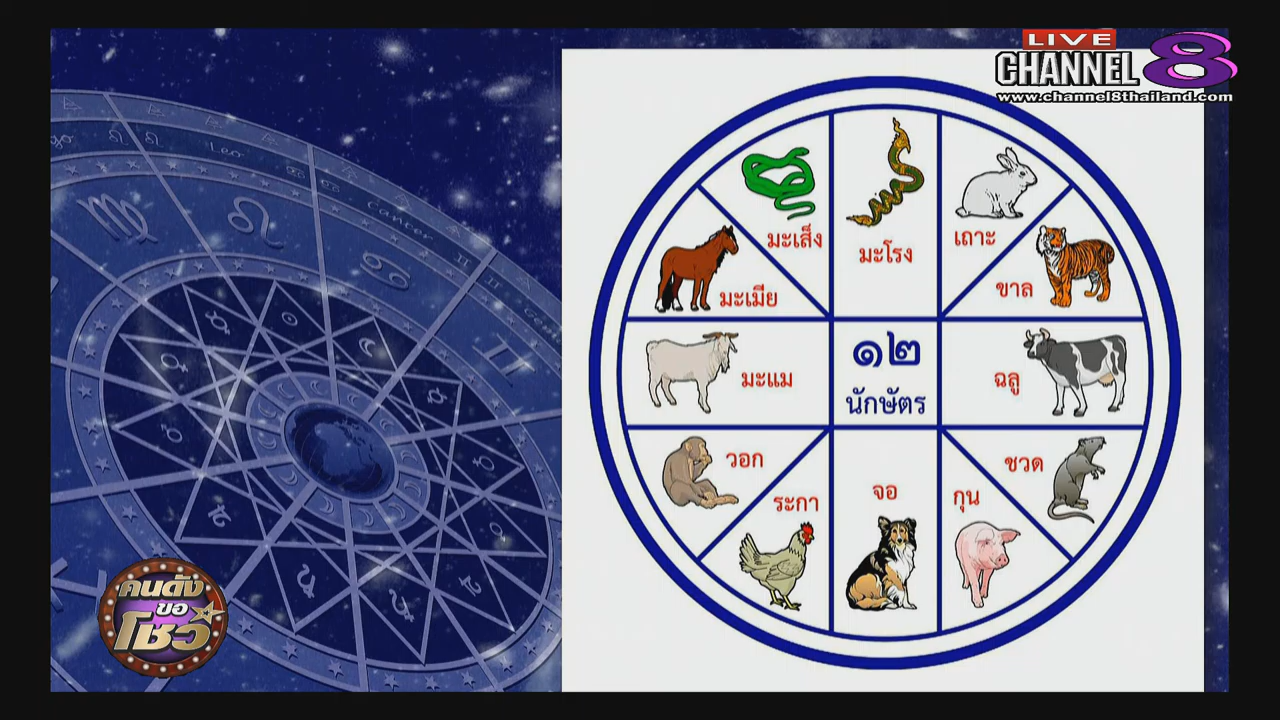 LIVE
CHANNEL 8
www.channel8thailand.com
Leo
Cancer
มะเส็ง
มะโรง
เถาะ
มะเมีย
ขาล
มะแม
๑๒
นักษัตร
ฉลู
วอก
ชวด
ระกา
จอ
กุน
คนดัง
ขอ
โชว์